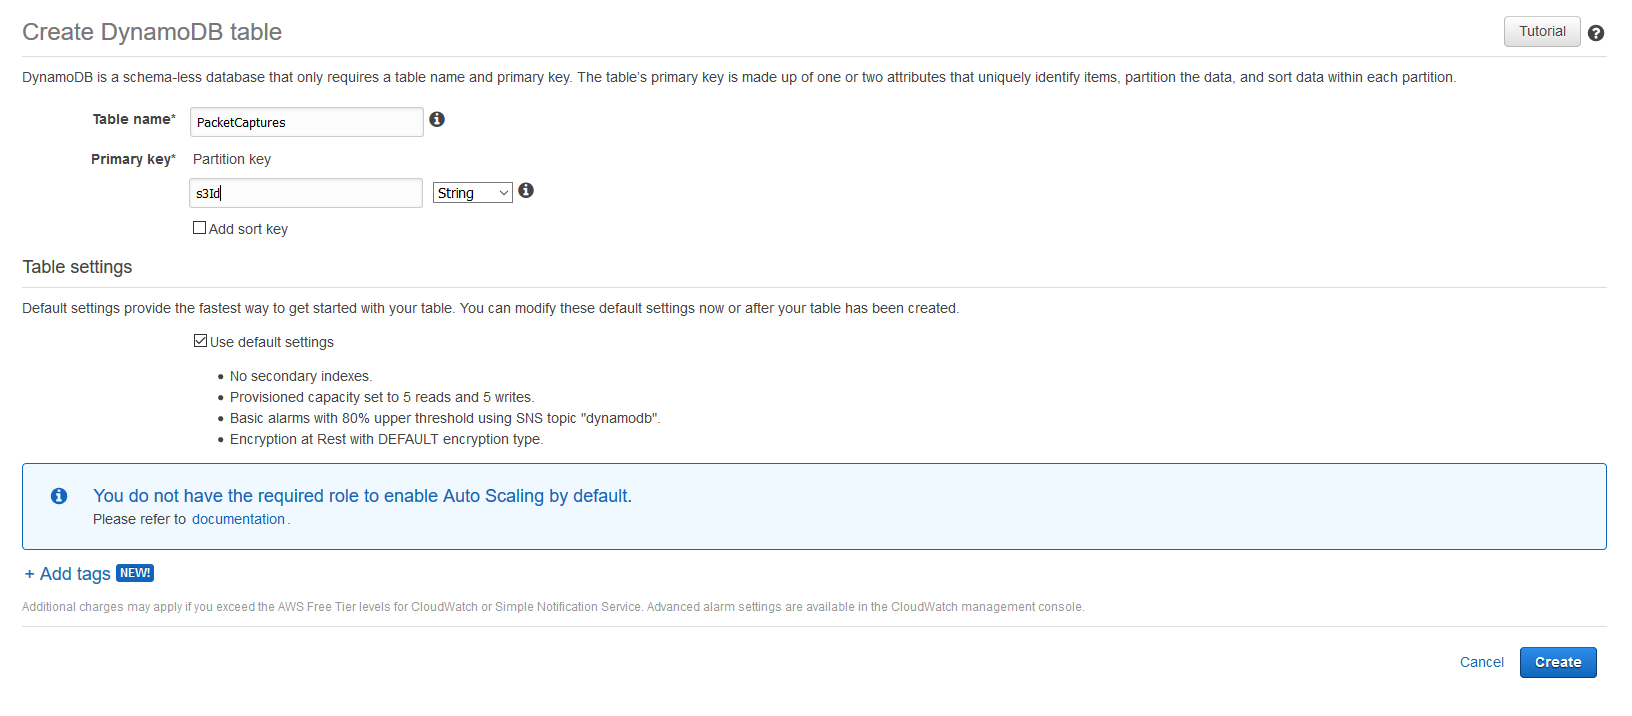 Create DynamoDB table
Tutorial
DynamoDB is a schema-less database that only requires a table name and primary key. The table's primary key is made up of one or two attributes that uniquely identify items, partition the data, and sort data within each partition.
Table name* PacketCaptures
Primary key* Partition key
s3Id String
Add sort key
Table settings
Default settings provide the fastest way to get started with your table. You can modify these default settings now or after your table has been created.
Use default settings
• No secondary indexes.
• Provisioned capacity set to 5 reads and 5 writes.
• Basic alarms with 80% upper threshold using SNS topic "dynamodb".
• Encryption at Rest with DEFAULT encryption type.
You do not have the required role to enable Auto Scaling by default.
Please refer to documentation.
+ Add tags NEW!
Additional charges may apply if you exceed the AWS Free Tier levels for CloudWatch or Simple Notification Service. Advanced alarm settings are available in the CloudWatch management console.
Cancel Create